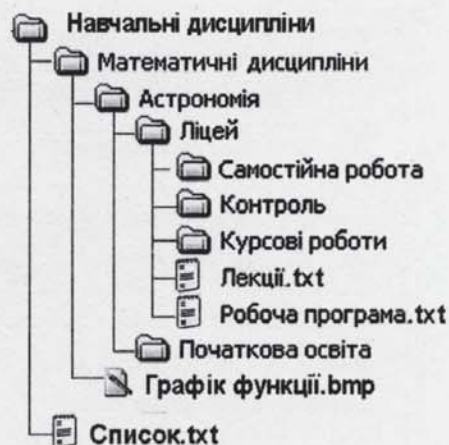 Навчальні дисципліни
Математичні дисципліни
Астрономія
Ліцей
Самостійна робота
Контроль
Курсові роботи
Лекції.txt
Робоча програма.txt
Початкова освіта
Графік функції.bmp
Список.txt